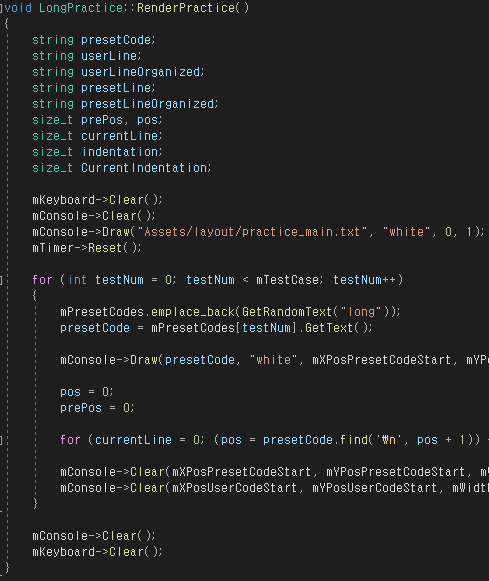 void LongPractice::RenderPractice()
{
string presetCode;
string userLine;
string userLineOrganized;
string presetLine;
string presetLineOrganized;
size_t prePos, pos;
size_t currentLine;
size_t indentation;
size_t CurrentIndentation;
mKeyboard->Clear();
mConsole->Clear();
mConsole->Draw("Assets/layout/practice_main.txt", "white", 0, 1);
mTimer->Reset();
for (int testNum = 0; testNum < mTestCase; testNum++)
{
mPresetCodes.emplace_back(GetRandomText("long"));
presetCode = mPresetCodes[testNum].GetText();
mConsole->Draw(presetCode, "white", mXPosPresetCodeStart, mYPo
pos = 0;
prePos = 0;
for (currentLine = 0; (pos = presetCode.find('₩n', pos + 1))
mConsole->Clear(mXPosPresetCodeStart, mYPosPresetCodeStart, mW
mConsole->Clear(mXPosUserCodeStart, mYPosUserCodeStart, mWidth
}
mConsole->Clear();
mKeyboard->Clear();
}